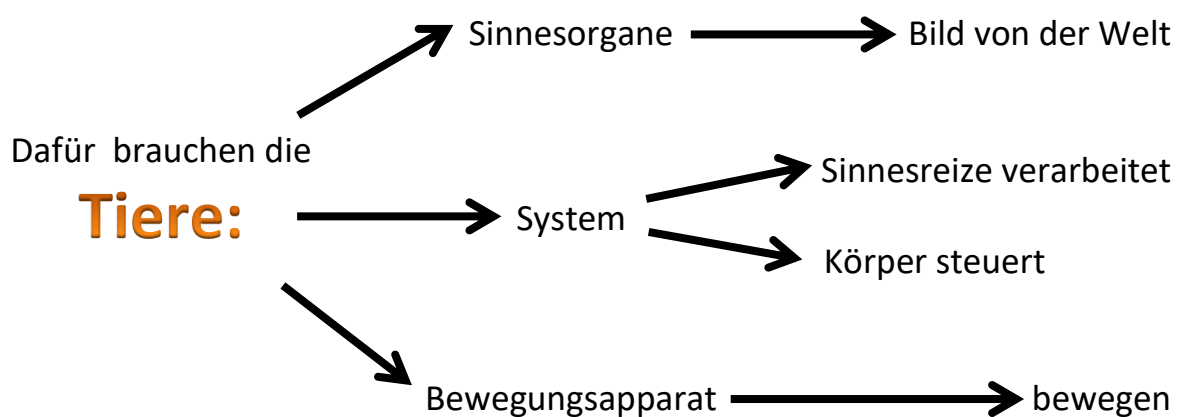 Sinnesorgane
Bild von der Welt
Dafür brauchen die
Tiere:
System
Sinnesreize verarbeitet
Körper steuert
Bewegungsapparat
bewegen